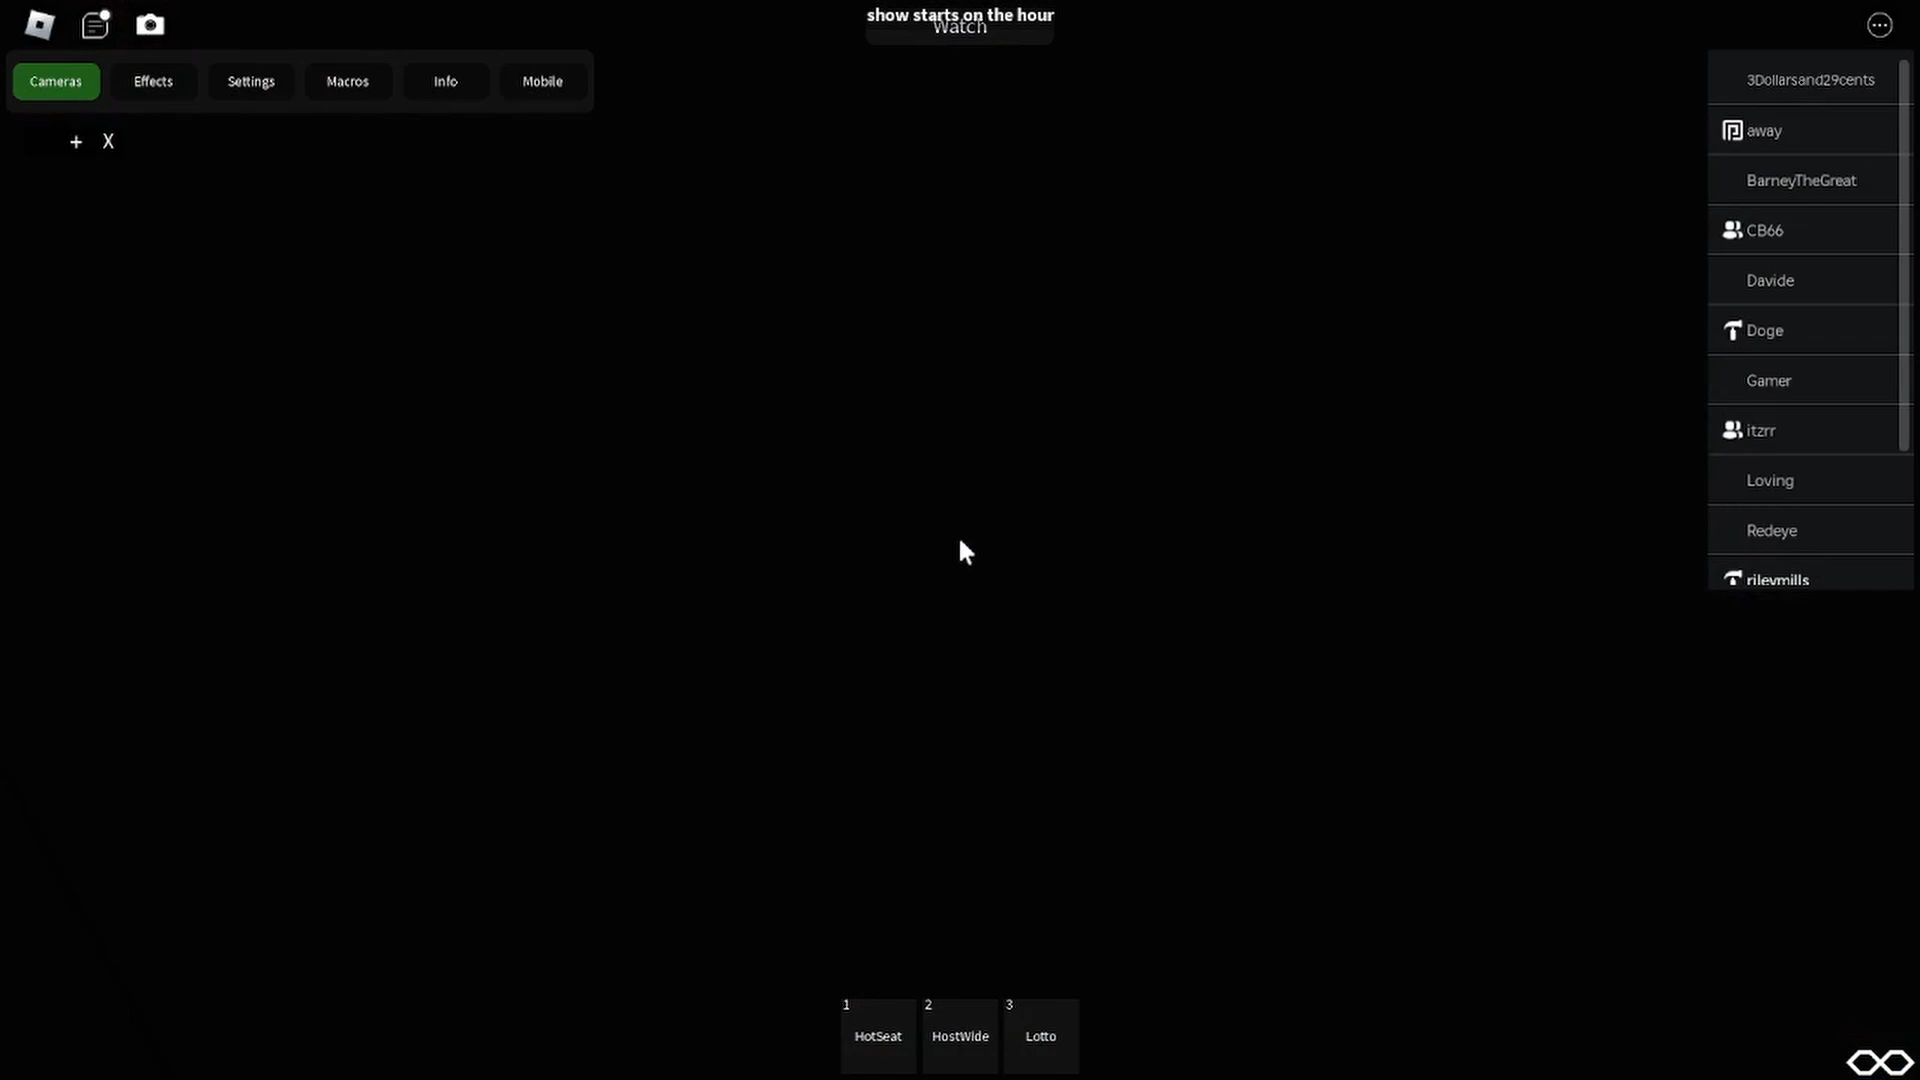 show starts on the hour
Watch
Cameras Effects Settings Macros Info Mobile
+ X
3Dollarsand29cents
away
BarneyTheGreat
CB66
Davide
Doge
Gamer
itzrr
Loving
Redeye
rileymills
1 2 3
HotSeat HostWide Lotto